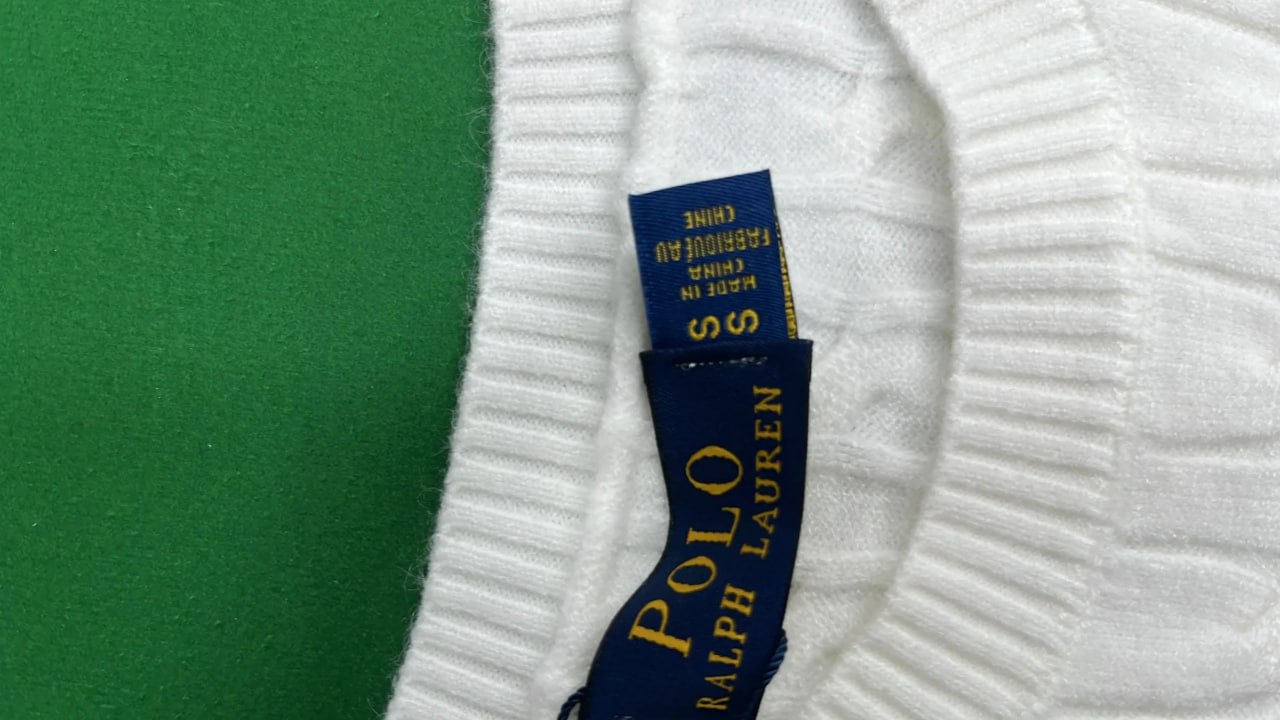 POLO
RALPH LAUREN
S S
MADE IN
CHINA
FABRIQUÉ AU
CHINE